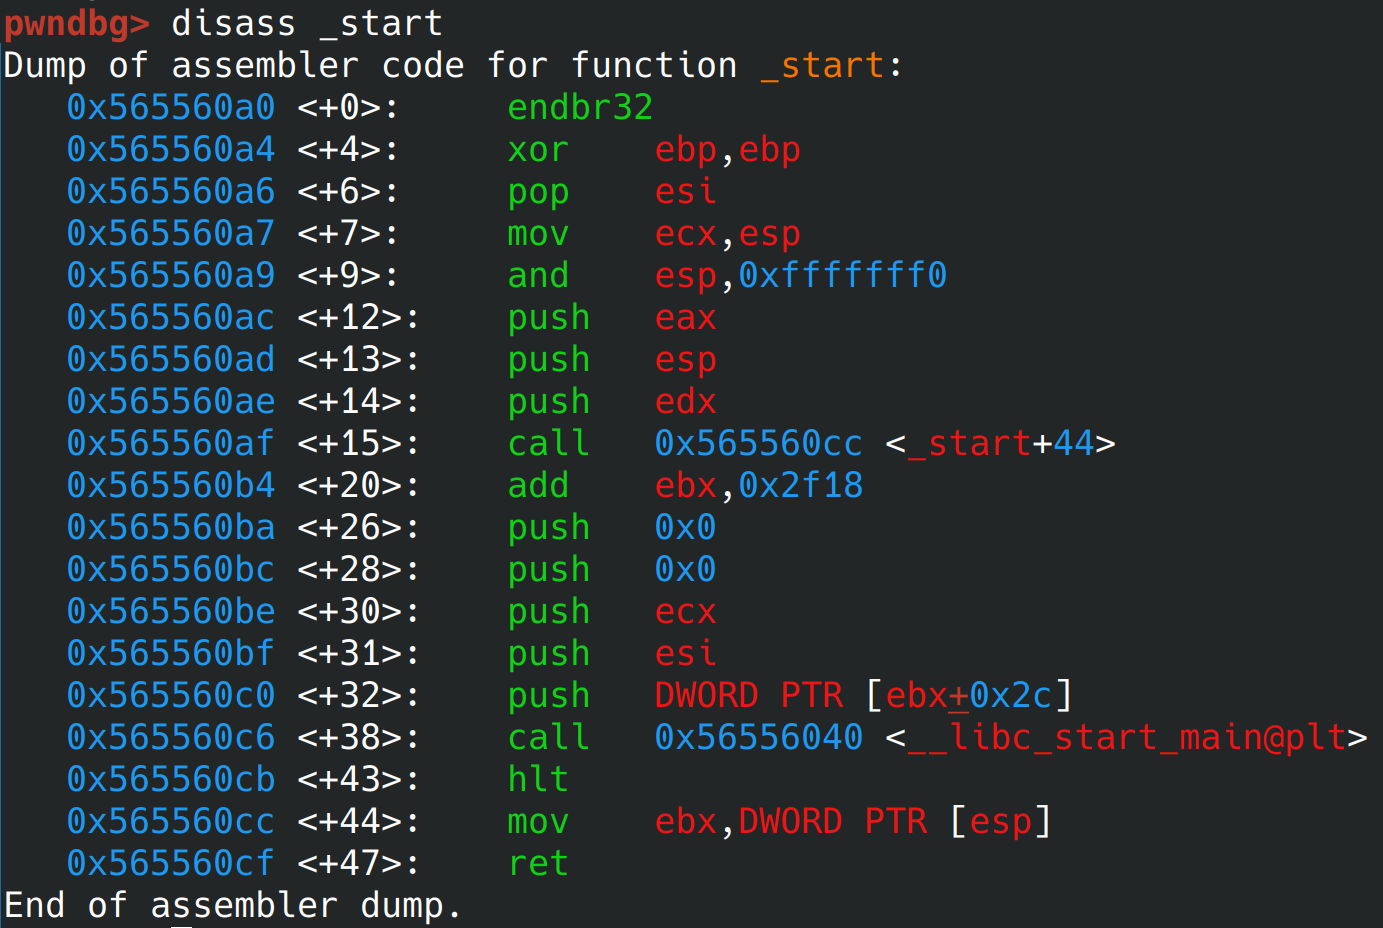 pwndbg> disass _start
Dump of assembler code for function _start:
   0x565560a0 <+0>:     endbr32
   0x565560a4 <+4>:     xor    ebp,ebp
   0x565560a6 <+6>:     pop    esi
   0x565560a7 <+7>:     mov    ecx,esp
   0x565560a9 <+9>:     and    esp,0xfffffff0
   0x565560ac <+12>:    push   eax
   0x565560ad <+13>:    push   esp
   0x565560ae <+14>:    push   edx
   0x565560af <+15>:    call   0x565560cc <_start+44>
   0x565560b4 <+20>:    add    ebx,0x2f18
   0x565560ba <+26>:    push   0x0
   0x565560bc <+28>:    push   0x0
   0x565560be <+30>:    push   ecx
   0x565560bf <+31>:    push   esi
   0x565560c0 <+32>:    push   DWORD PTR [ebx+0x2c]
   0x565560c6 <+38>:    call   0x56556040 <__libc_start_main@plt>
   0x565560cb <+43>:    hlt
   0x565560cc <+44>:    mov    ebx,DWORD PTR [esp]
   0x565560cf <+47>:    ret
End of assembler dump.